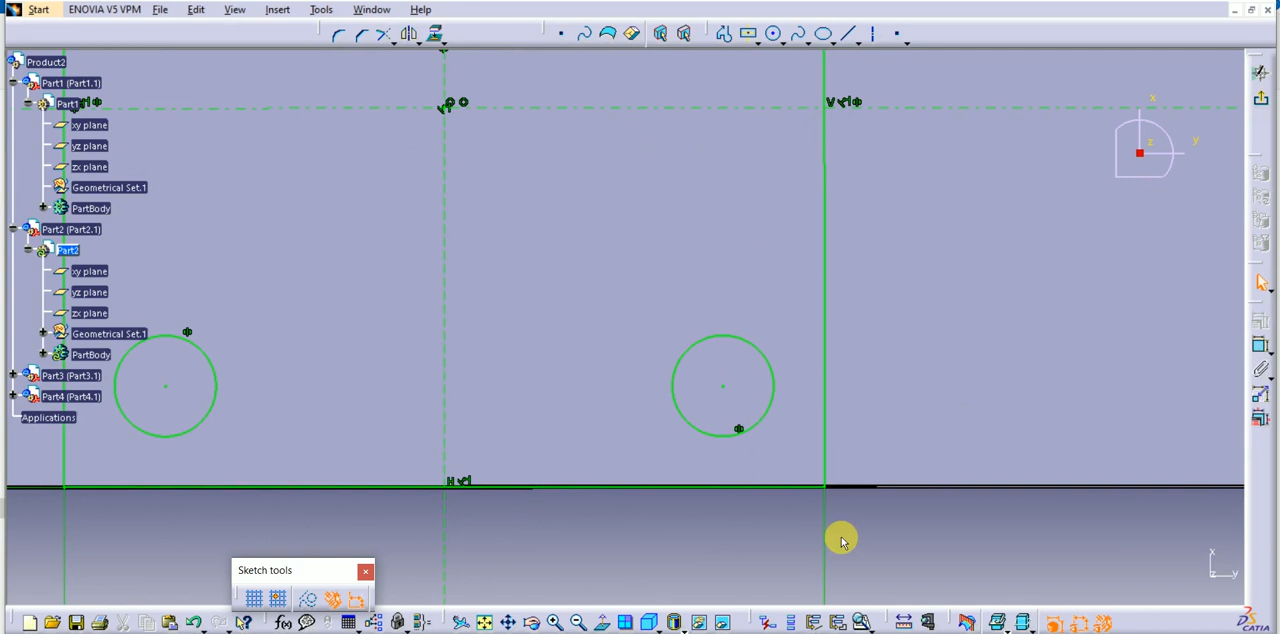 Start ENOVIA V5 VPM File Edit View Insert Tools Window Help
Product2
Part1 (Part1.1)
Part1
xy plane
yz plane
zx plane
Geometrical Set.1
PartBody
Part2 (Part2.1)
Part2
xy plane
yz plane
zx plane
Geometrical Set.1
PartBody
Part3 (Part3.1)
Part4 (Part4.1)
Applications
V
H
x
y
z
Sketch tools
x
z y
f(x)
CATIA